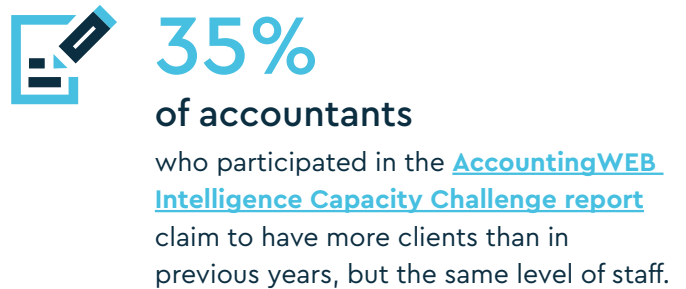 35%
of accountants
who participated in the AccountingWEB
Intelligence Capacity Challenge report
claim to have more clients than in
previous years, but the same level of staff.